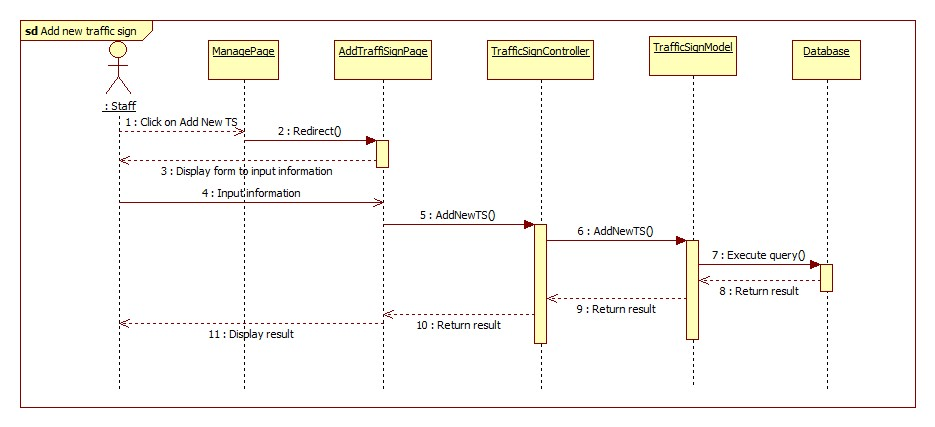 sd Add new traffic sign
ManagePage
AddTraffiSignPage
TrafficSignController
TrafficSignModel
Database
: Staff
1 : Click on Add New TS
2 : Redirect()
3 : Display form to input information
4 : Input information
5 : AddNewTS()
6 : AddNewTS()
7 : Execute query()
8 : Return result
9 : Return result
10 : Return result
11 : Display result